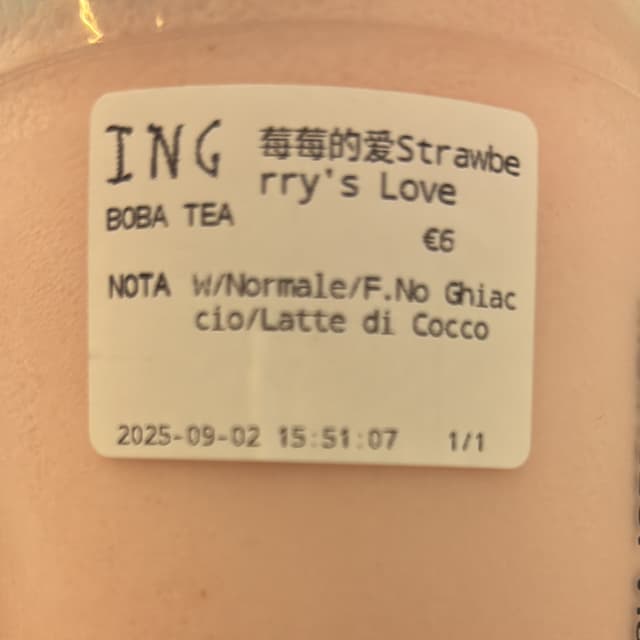 ING
莓莓的爱Strawbe
rry's Love
BOBA TEA
€6
NOTA W/Normale/F.No Ghiac
cio/Latte di Cocco
2025-09-02 15:51:07 1/1